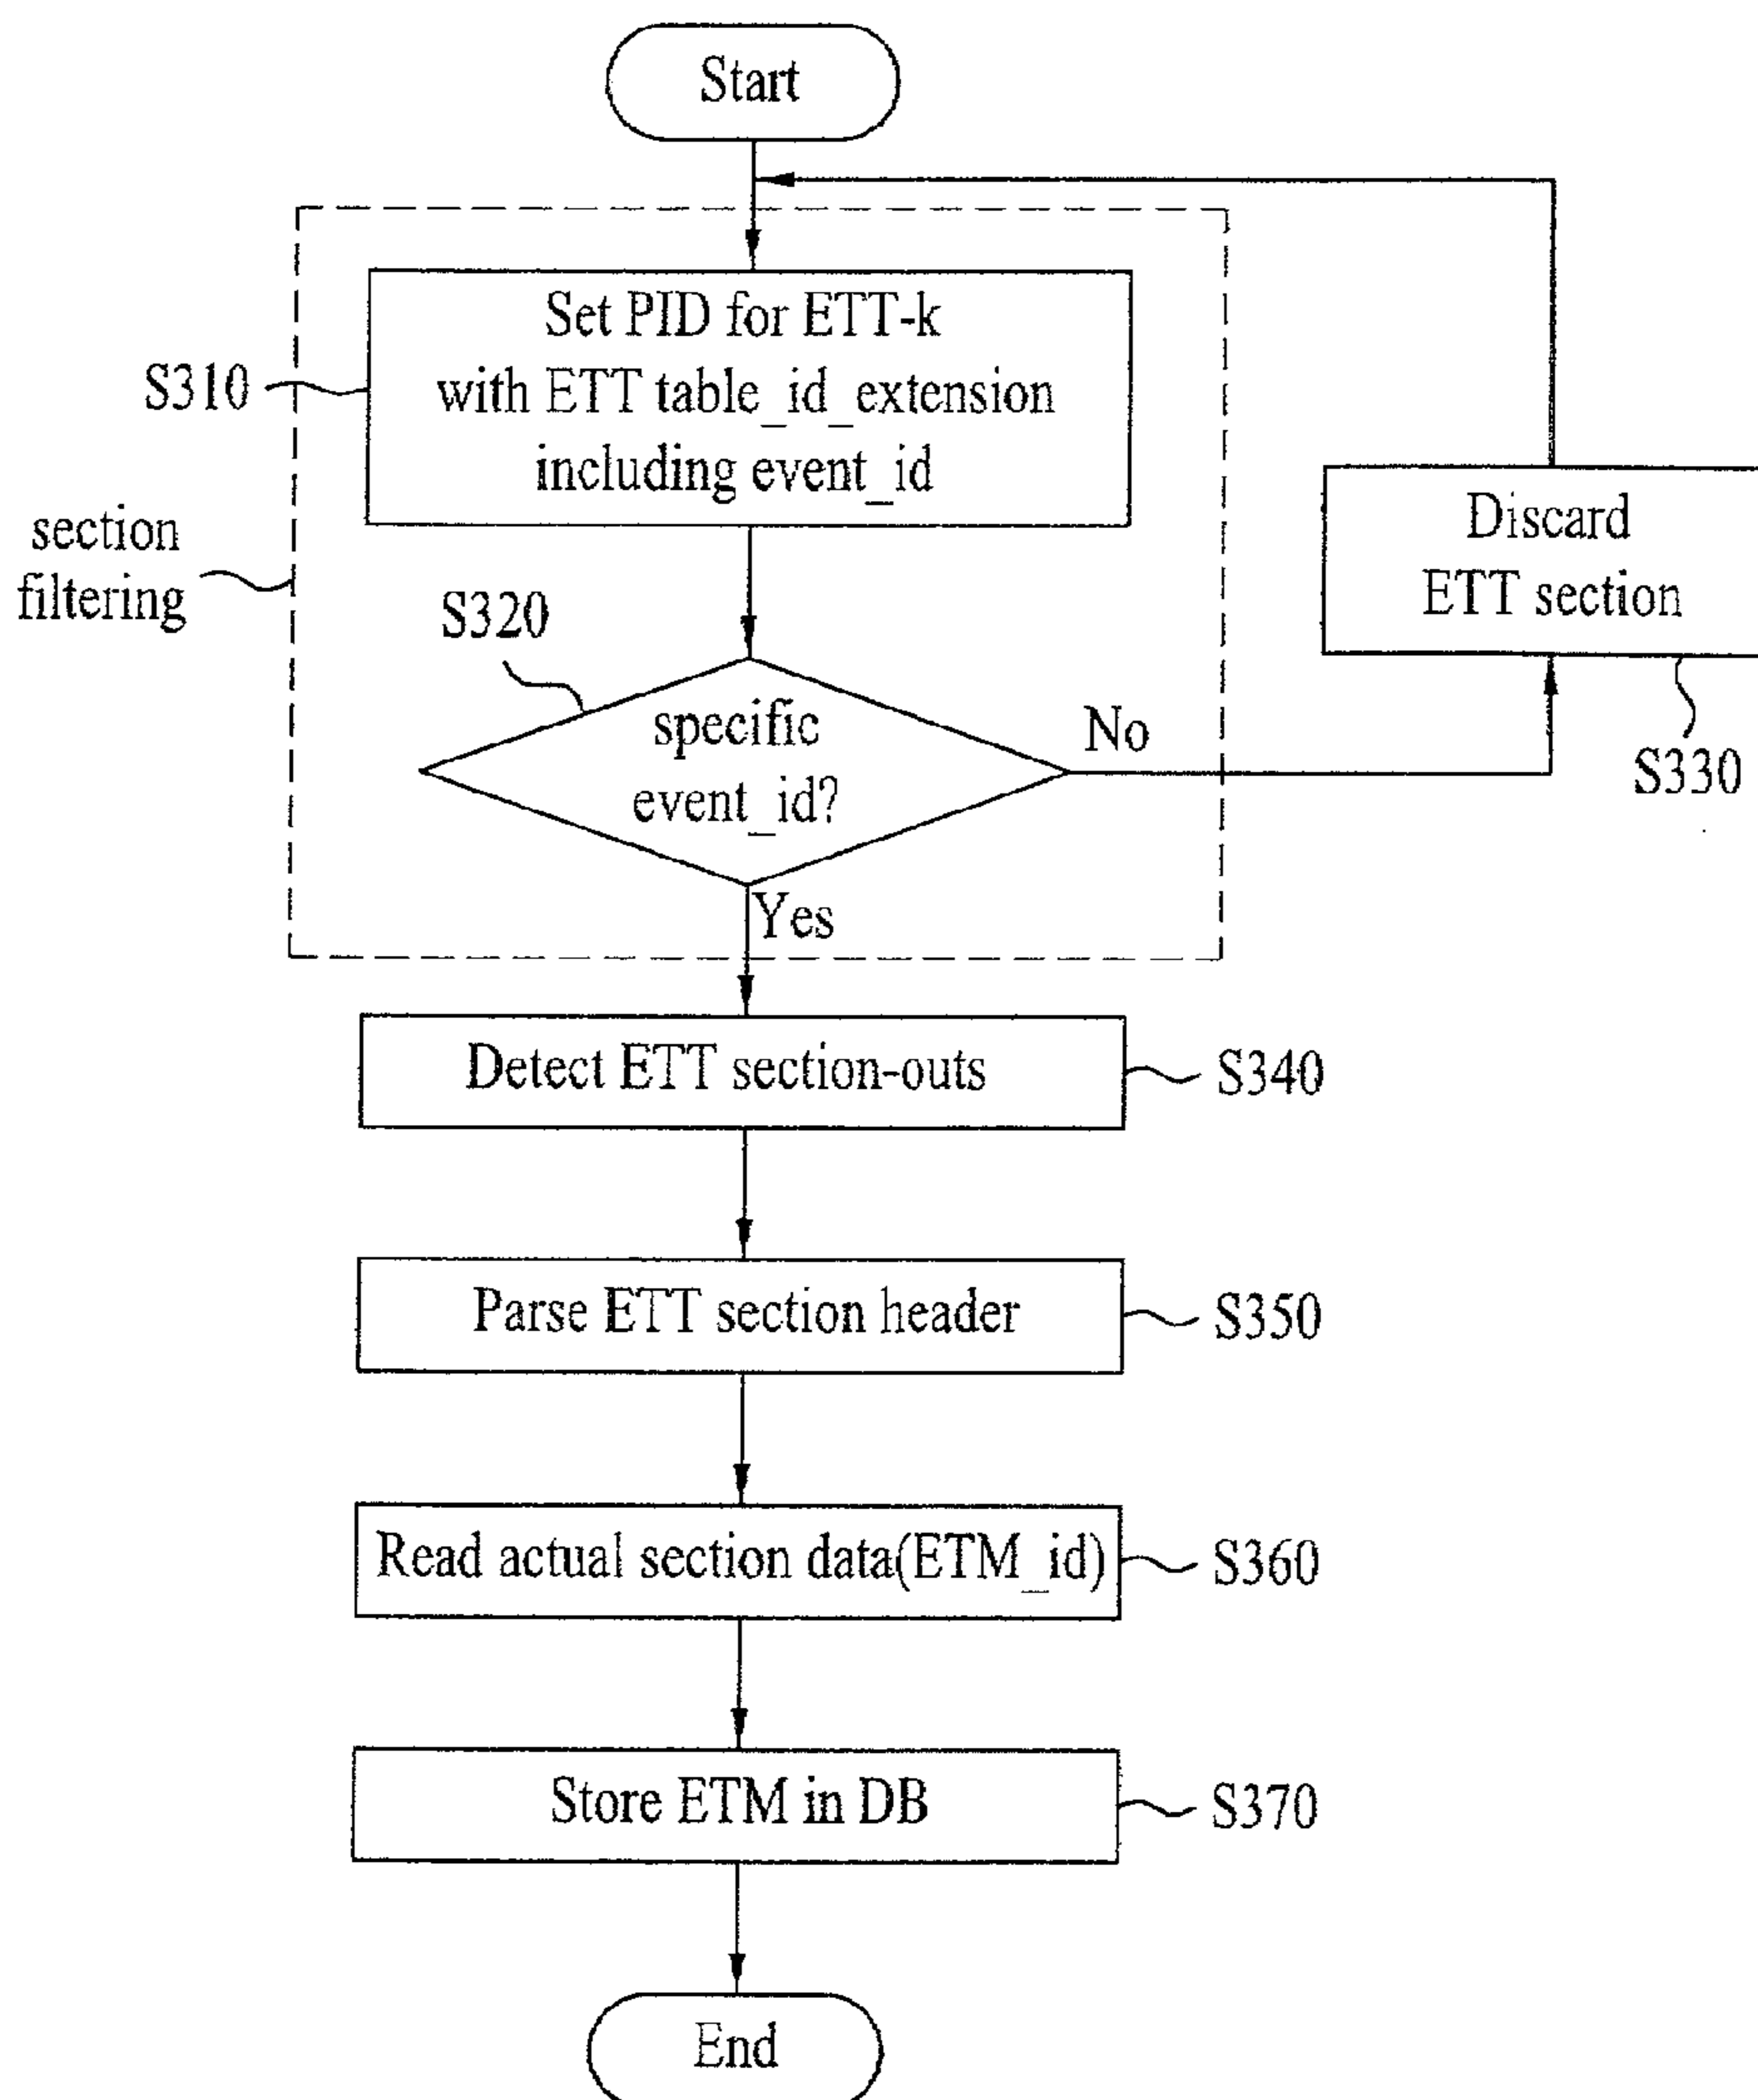 Start
Set PID for ETT-k
with ETT table_id_extension
including event_id
S310
section
filtering
Discard
ETT section
S330
S320
specific
event_id?
No
Yes
Detect ETT section-outs
S340
Parse ETT section header
S350
Read actual section data(ETM_id)
S360
Store ETM in DB
S370
End